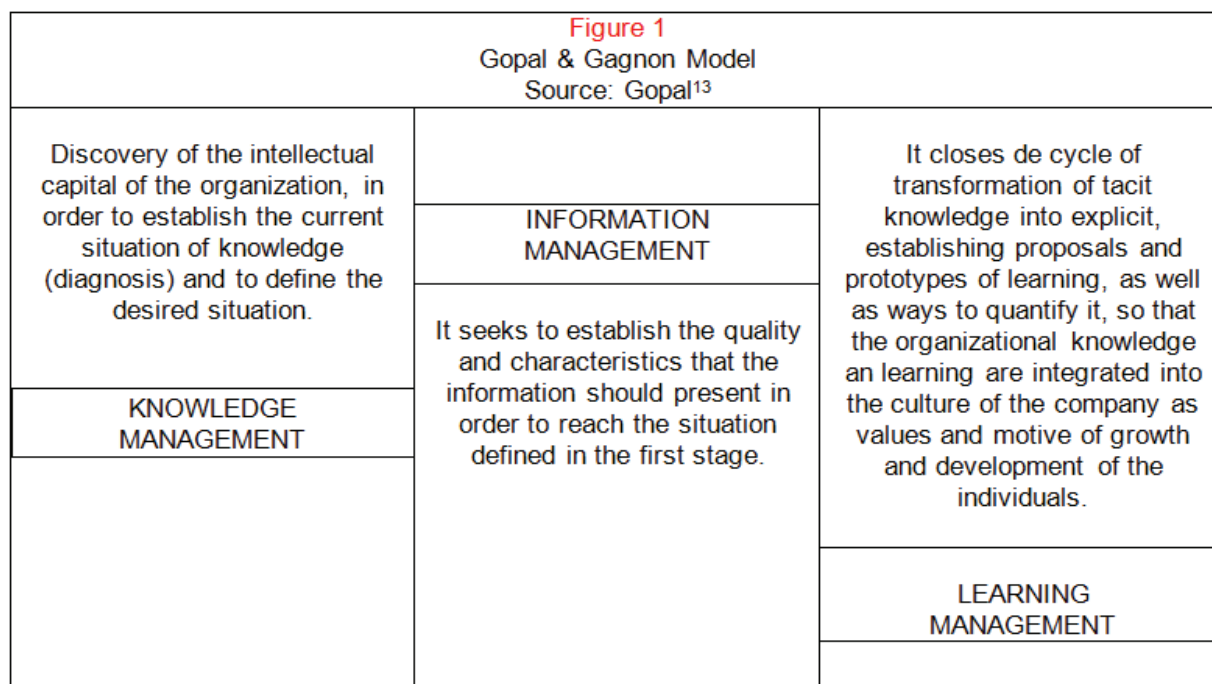 Figure 1
Gopal & Gagnon Model
Source: Gopal¹³
Discovery of the intellectual
capital of the organization, in
order to establish the current
situation of knowledge
(diagnosis) and to define the
desired situation.
KNOWLEDGE
MANAGEMENT
INFORMATION
MANAGEMENT
It seeks to establish the quality
and characteristics that the
information should present in
order to reach the situation
defined in the first stage.
It closes de cycle of
transformation of tacit
knowledge into explicit,
establishing proposals and
prototypes of learning, as well
as ways to quantify it, so that
the organizational knowledge
an learning are integrated into
the culture of the company as
values and motive of growth
and development of the
individuals.
LEARNING
MANAGEMENT